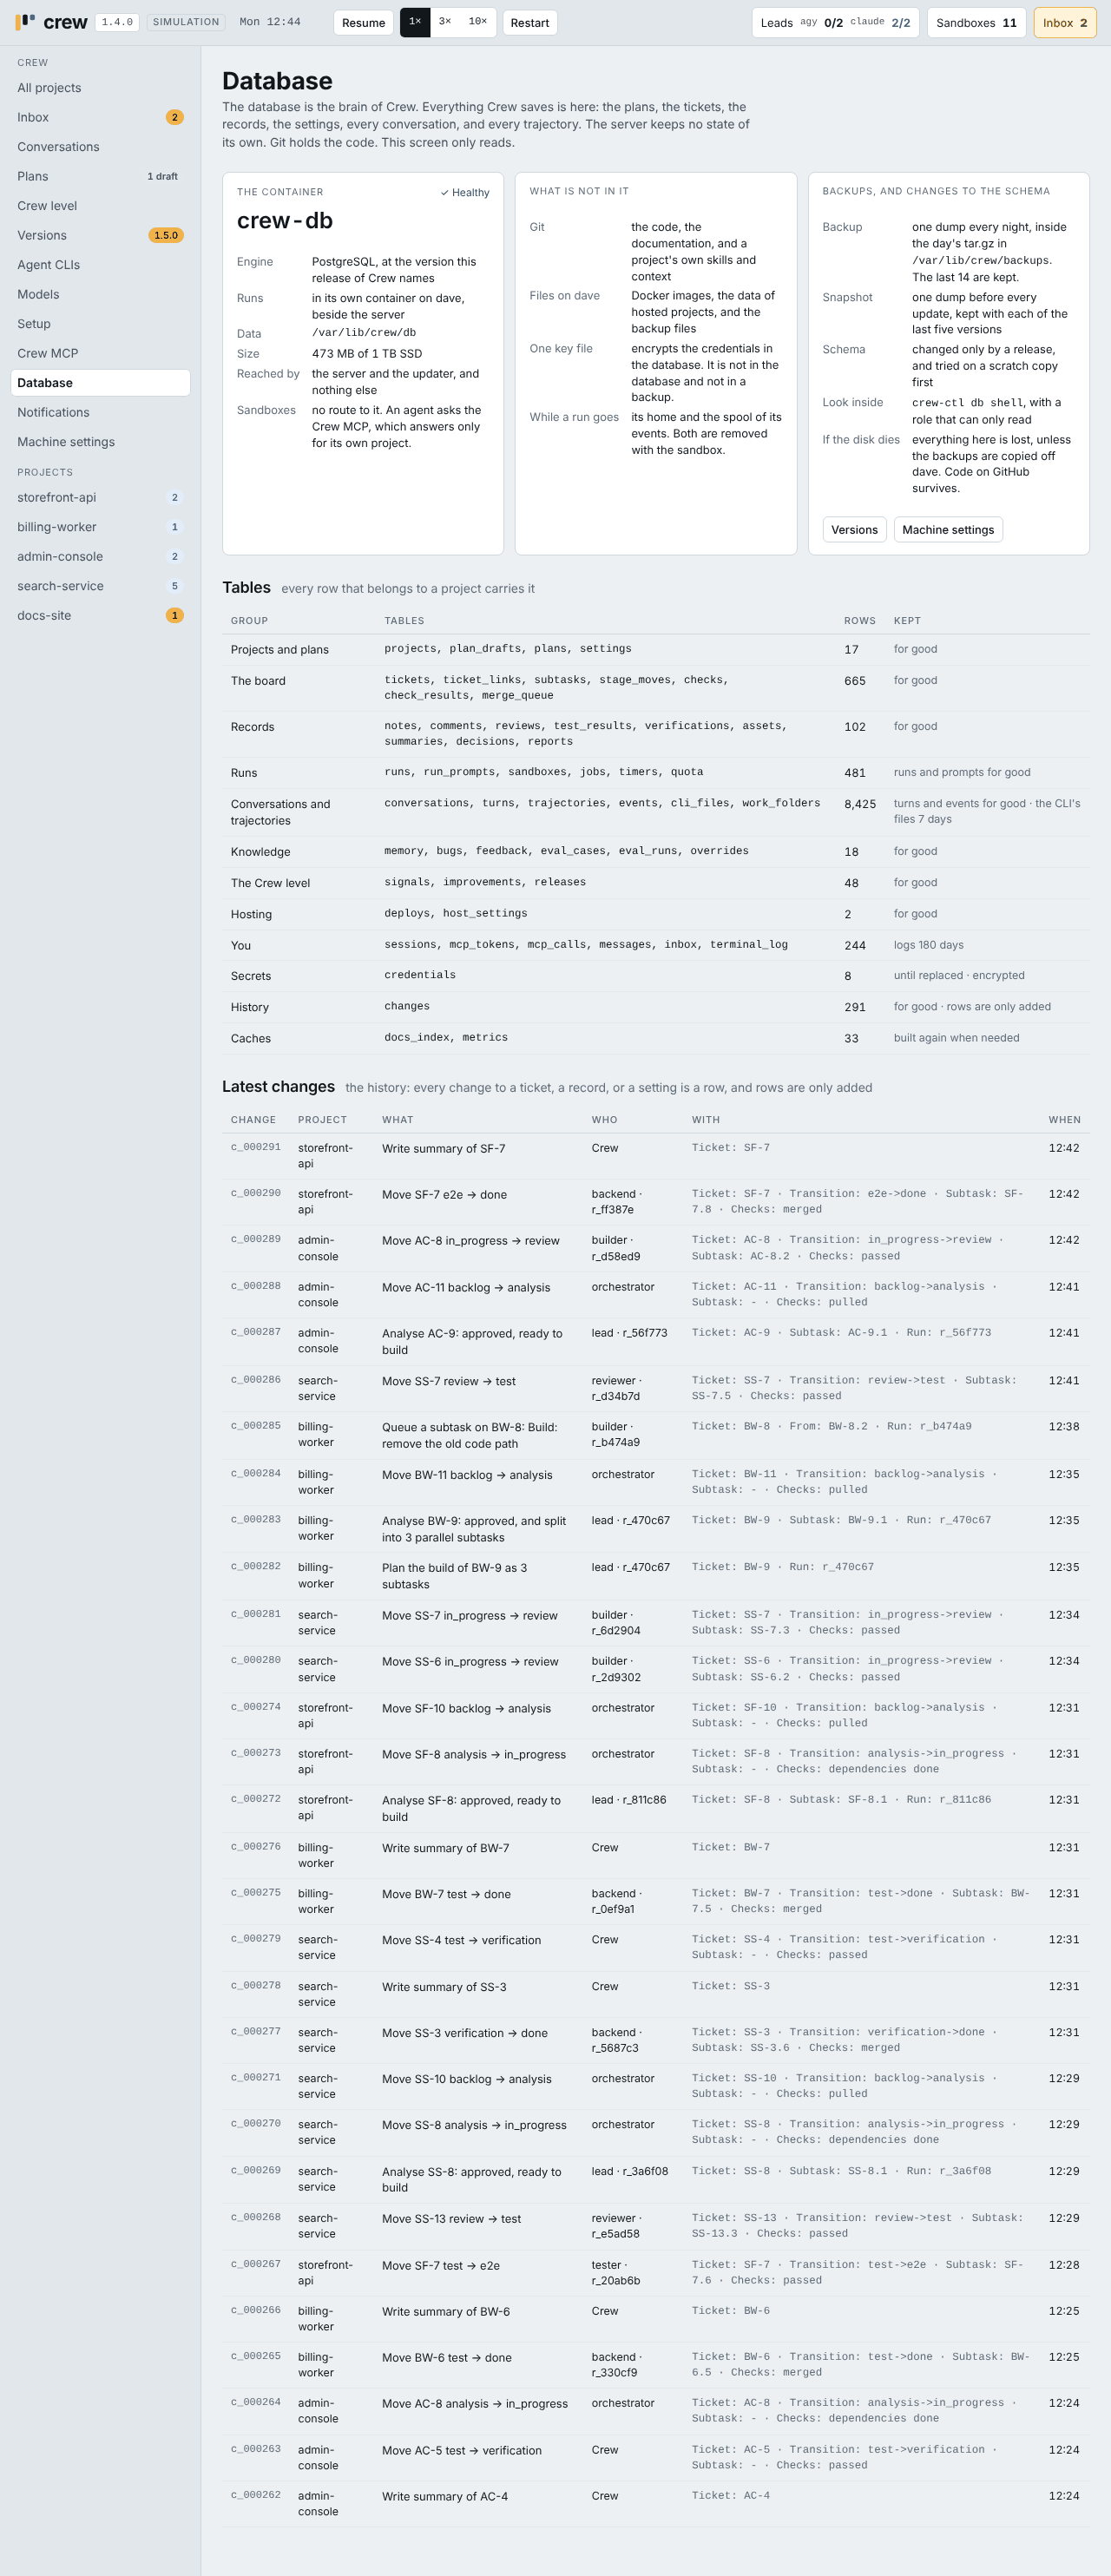 crew 1.4.0 SIMULATION Mon 12:44 Resume 1× 3× 10× Restart Leads agy 0/2 claude 2/2 Sandboxes 11 Inbox 2
CREW
All projects
Inbox 2
Conversations
Plans 1 draft
Crew level
Versions 1.5.0
Agent CLIs
Models
Setup
Crew MCP
Database
Notifications
Machine settings
PROJECTS
storefront-api 2
billing-worker 1
admin-console 2
search-service 5
docs-site 1
Database
The database is the brain of Crew. Everything Crew saves is here: the plans, the tickets, the
records, the settings, every conversation, and every trajectory. The server keeps no state of
its own. Git holds the code. This screen only reads.
THE CONTAINER ✓ Healthy
crew-db
Engine PostgreSQL, at the version this
release of Crew names
Runs in its own container on dave,
beside the server
Data /var/lib/crew/db
Size 473 MB of 1 TB SSD
Reached by the server and the updater, and
nothing else
Sandboxes no route to it. An agent asks the
Crew MCP, which answers only
for its own project.
WHAT IS NOT IN IT
Git the code, the
documentation, and a
project's own skills and
context
Files on dave Docker images, the data of
hosted projects, and the
backup files
One key file encrypts the credentials in
the database. It is not in the
database and not in a
backup.
While a run goes its home and the spool of its
events. Both are removed
with the sandbox.
BACKUPS, AND CHANGES TO THE SCHEMA
Backup one dump every night, inside
the day's tar.gz in
/var/lib/crew/backups.
The last 14 are kept.
Snapshot one dump before every
update, kept with each of the
last five versions
Schema changed only by a release,
and tried on a scratch copy
first
Look inside crew-ctl db shell, with a
role that can only read
If the disk dies everything here is lost, unless
the backups are copied off
dave. Code on GitHub
survives.
Versions Machine settings
Tables every row that belongs to a project carries it
GROUP TABLES ROWS KEPT
Projects and plans projects, plan_drafts, plans, settings 17 for good
The board tickets, ticket_links, subtasks, stage_moves, checks, 665 for good
check_results, merge_queue
Records notes, comments, reviews, test_results, verifications, assets, 102 for good
summaries, decisions, reports
Runs runs, run_prompts, sandboxes, jobs, timers, quota 481 runs and prompts for good
Conversations and conversations, turns, trajectories, events, cli_files, work_folders 8,425 turns and events for good · the CLI's
trajectories files 7 days
Knowledge memory, bugs, feedback, eval_cases, eval_runs, overrides 18 for good
The Crew level signals, improvements, releases 48 for good
Hosting deploys, host_settings 2 for good
You sessions, mcp_tokens, mcp_calls, messages, inbox, terminal_log 244 logs 180 days
Secrets credentials 8 until replaced · encrypted
History changes 291 for good · rows are only added
Caches docs_index, metrics 33 built again when needed
Latest changes the history: every change to a ticket, a record, or a setting is a row, and rows are only added
CHANGE PROJECT WHAT WHO WITH WHEN
c_000291 storefront- Write summary of SF-7 Crew Ticket: SF-7 12:42
api
c_000290 storefront- Move SF-7 e2e → done backend · Ticket: SF-7 · Transition: e2e->done · Subtask: SF- 12:42
api r_ff387e 7.8 · Checks: merged
c_000289 admin- Move AC-8 in_progress → review builder · Ticket: AC-8 · Transition: in_progress->review · 12:42
console r_d58ed9 Subtask: AC-8.2 · Checks: passed
c_000288 admin- Move AC-11 backlog → analysis orchestrator Ticket: AC-11 · Transition: backlog->analysis · 12:41
console Subtask: - · Checks: pulled
c_000287 admin- Analyse AC-9: approved, ready to lead · r_56f773 Ticket: AC-9 · Subtask: AC-9.1 · Run: r_56f773 12:41
console build
c_000286 search- Move SS-7 review → test reviewer · Ticket: SS-7 · Transition: review->test · Subtask: 12:41
service r_d34b7d SS-7.5 · Checks: passed
c_000285 billing- Queue a subtask on BW-8: Build: builder · Ticket: BW-8 · From: BW-8.2 · Run: r_b474a9 12:38
worker remove the old code path r_b474a9
c_000284 billing- Move BW-11 backlog → analysis orchestrator Ticket: BW-11 · Transition: backlog->analysis · 12:35
worker Subtask: - · Checks: pulled
c_000283 billing- Analyse BW-9: approved, and split lead · r_470c67 Ticket: BW-9 · Subtask: BW-9.1 · Run: r_470c67 12:35
worker into 3 parallel subtasks
c_000282 billing- Plan the build of BW-9 as 3 lead · r_470c67 Ticket: BW-9 · Run: r_470c67 12:35
worker subtasks
c_000281 search- Move SS-7 in_progress → review builder · Ticket: SS-7 · Transition: in_progress->review · 12:34
service r_6d2904 Subtask: SS-7.3 · Checks: passed
c_000280 search- Move SS-6 in_progress → review builder · Ticket: SS-6 · Transition: in_progress->review · 12:34
service r_2d9302 Subtask: SS-6.2 · Checks: passed
c_000274 storefront- Move SF-10 backlog → analysis orchestrator Ticket: SF-10 · Transition: backlog->analysis · 12:31
api Subtask: - · Checks: pulled
c_000273 storefront- Move SF-8 analysis → in_progress orchestrator Ticket: SF-8 · Transition: analysis->in_progress · 12:31
api Subtask: - · Checks: dependencies done
c_000272 storefront- Analyse SF-8: approved, ready to lead · r_811c86 Ticket: SF-8 · Subtask: SF-8.1 · Run: r_811c86 12:31
api build
c_000276 billing- Write summary of BW-7 Crew Ticket: BW-7 12:31
worker
c_000275 billing- Move BW-7 test → done backend · Ticket: BW-7 · Transition: test->done · Subtask: BW- 12:31
worker r_0ef9a1 7.5 · Checks: merged
c_000279 search- Move SS-4 test → verification Crew Ticket: SS-4 · Transition: test->verification · 12:31
service Subtask: - · Checks: passed
c_000278 search- Write summary of SS-3 Crew Ticket: SS-3 12:31
service
c_000277 search- Move SS-3 verification → done backend · Ticket: SS-3 · Transition: verification->done · 12:31
service r_5687c3 Subtask: SS-3.6 · Checks: merged
c_000271 search- Move SS-10 backlog → analysis orchestrator Ticket: SS-10 · Transition: backlog->analysis · 12:29
service Subtask: - · Checks: pulled
c_000270 search- Move SS-8 analysis → in_progress orchestrator Ticket: SS-8 · Transition: analysis->in_progress · 12:29
service Subtask: - · Checks: dependencies done
c_000269 search- Analyse SS-8: approved, ready to lead · r_3a6f08 Ticket: SS-8 · Subtask: SS-8.1 · Run: r_3a6f08 12:29
service build
c_000268 search- Move SS-13 review → test reviewer · Ticket: SS-13 · Transition: review->test · Subtask: 12:29
service r_e5ad58 SS-13.3 · Checks: passed
c_000267 storefront- Move SF-7 test → e2e tester · Ticket: SF-7 · Transition: test->e2e · Subtask: SF- 12:28
api r_20ab6b 7.6 · Checks: passed
c_000266 billing- Write summary of BW-6 Crew Ticket: BW-6 12:25
worker
c_000265 billing- Move BW-6 test → done backend · Ticket: BW-6 · Transition: test->done · Subtask: BW- 12:25
worker r_330cf9 6.5 · Checks: merged
c_000264 admin- Move AC-8 analysis → in_progress orchestrator Ticket: AC-8 · Transition: analysis->in_progress · 12:24
console Subtask: - · Checks: dependencies done
c_000263 admin- Move AC-5 test → verification Crew Ticket: AC-5 · Transition: test->verification · 12:24
console Subtask: - · Checks: passed
c_000262 admin- Write summary of AC-4 Crew Ticket: AC-4 12:24
console